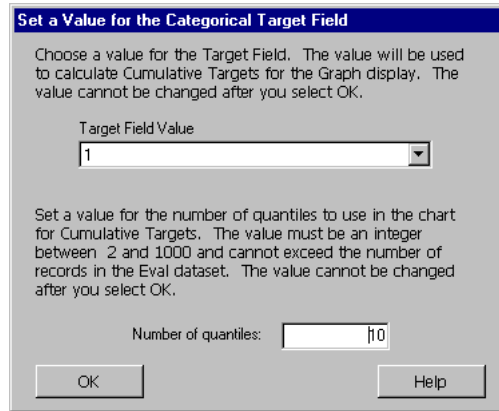 Set a Value for the Categorical Target Field
Choose a value for the Target Field. The value will be used
to calculate Cumulative Targets for the Graph display. The
value cannot be changed after you select OK.
Target Field Value
1
Set a value for the number of quantiles to use in the chart
for Cumulative Targets. The value must be an integer
between 2 and 1000 and cannot exceed the number of
records in the Eval dataset. The value cannot be changed
after you select OK.
Number of quantiles: 10
OK Help